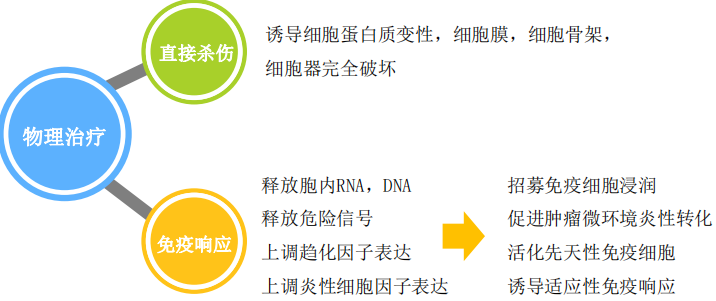 直接杀伤
诱导细胞蛋白质变性，细胞膜，细胞骨架，
细胞器完全破坏
物理治疗
免疫响应
释放胞内RNA，DNA
释放危险信号
上调趋化因子表达
上调炎性细胞因子表达
招募免疫细胞浸润
促进肿瘤微环境炎性转化
活化先天性免疫细胞
诱导适应性免疫响应